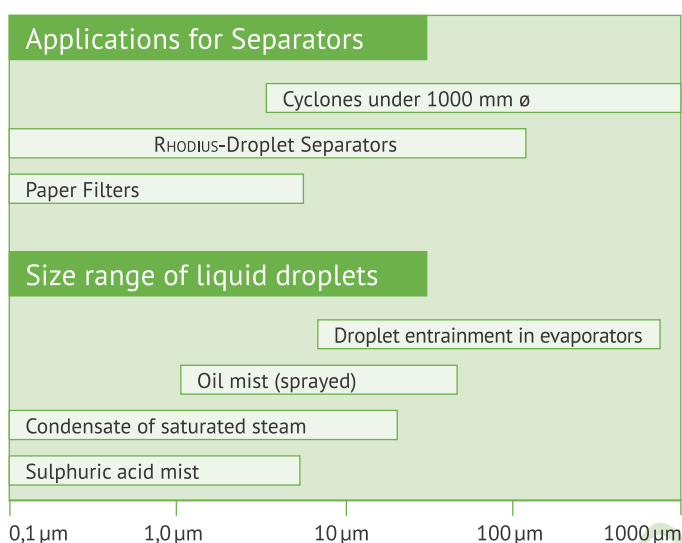 Applications for Separators
Cyclones under 1000 mm ø
RHODIUS-Droplet Separators
Paper Filters
Size range of liquid droplets
Droplet entrainment in evaporators
Oil mist (sprayed)
Condensate of saturated steam
Sulphuric acid mist
0,1 µm 1,0 µm 10 µm 100 µm 1000 µm